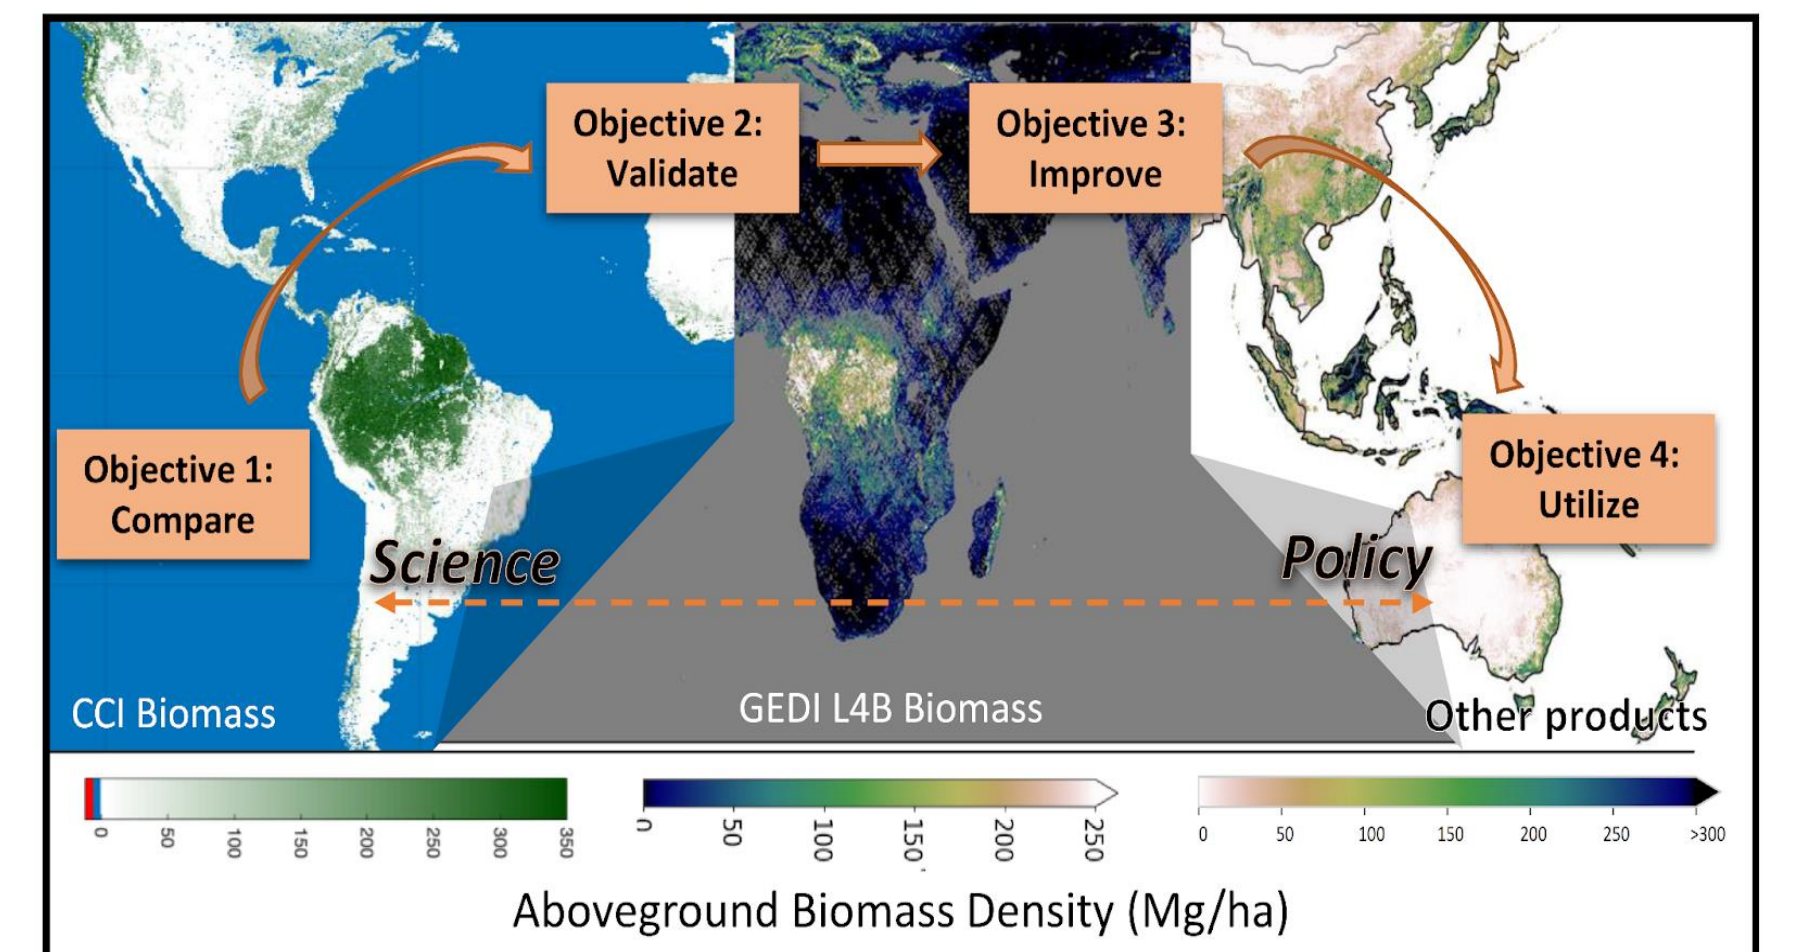 Objective 1:
Compare
Objective 2:
Validate
Objective 3:
Improve
Objective 4:
Utilize
Science
Policy
CCI Biomass
GEDI L4B Biomass
Other products
0 50 100 150 200 250 300 350
0 50 100 150 200 250
0 50 100 150 200 250 >300
Aboveground Biomass Density (Mg/ha)